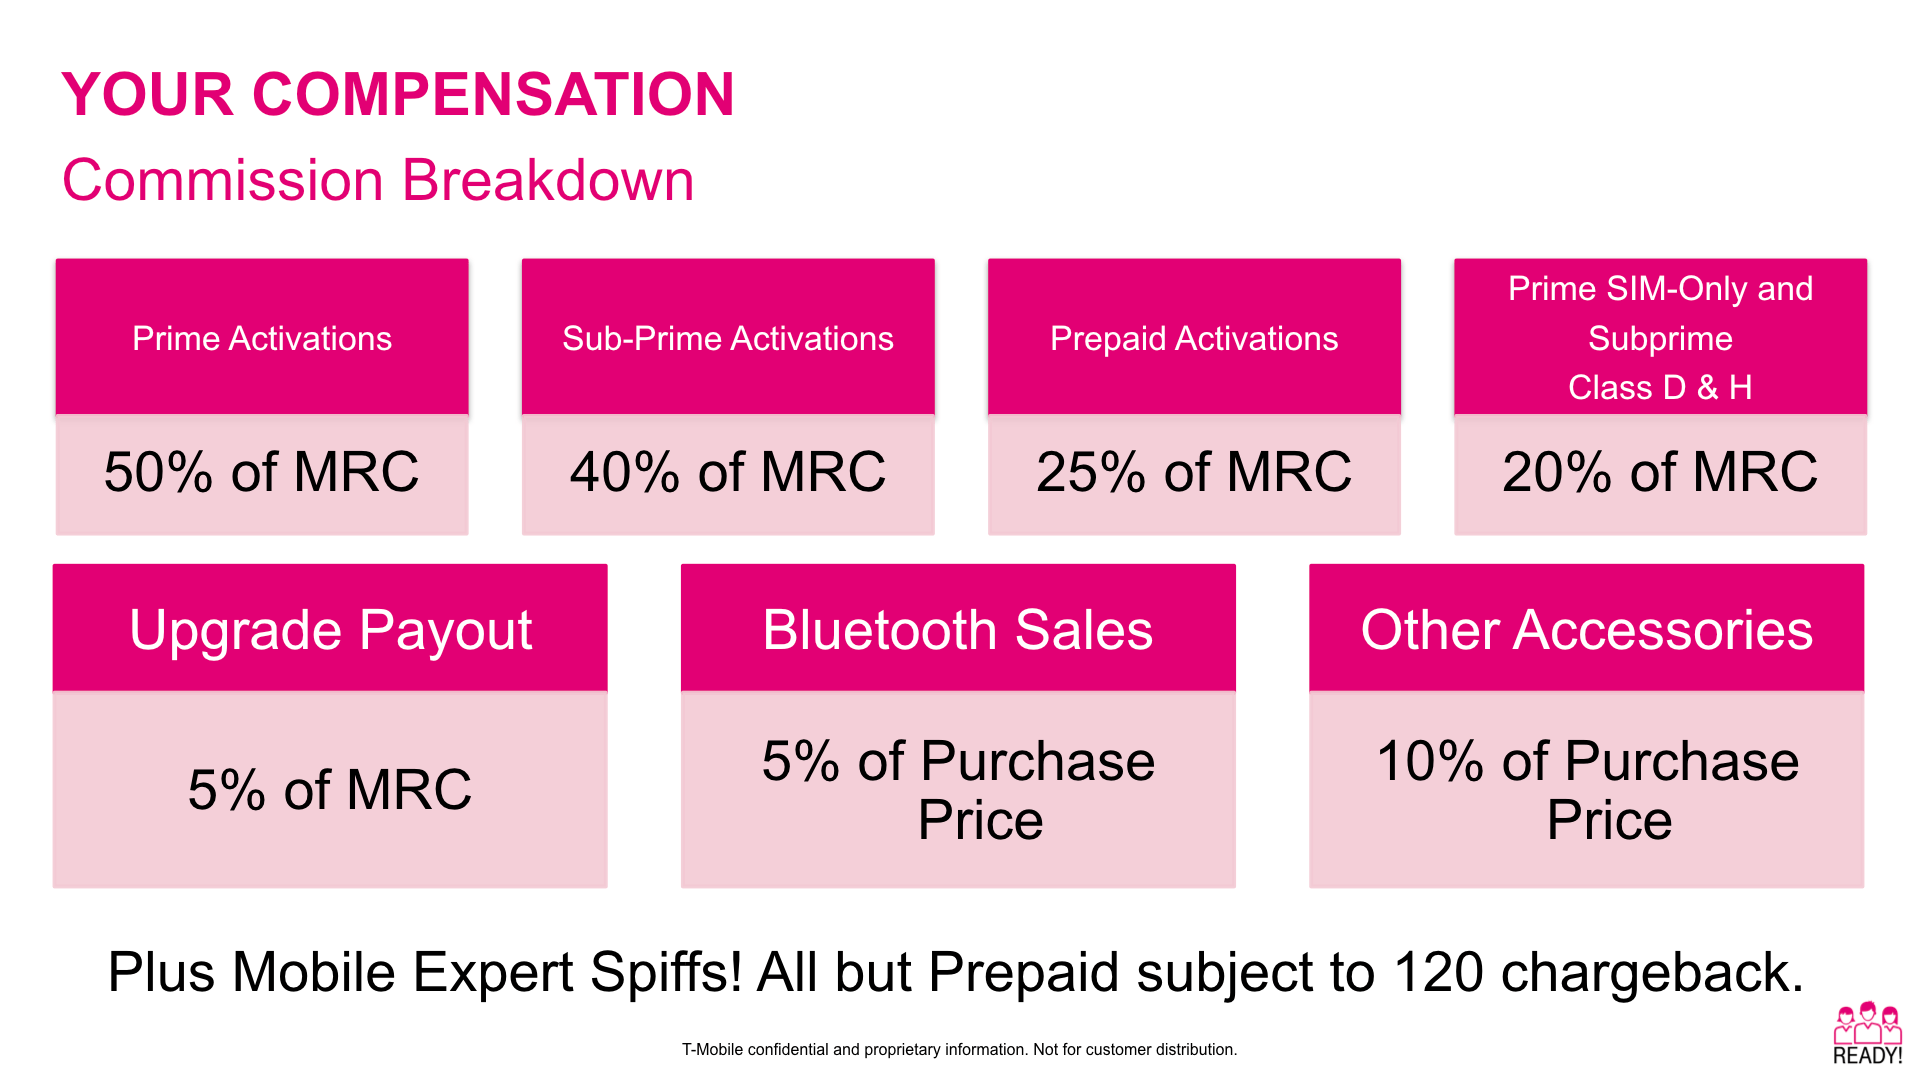 YOUR COMPENSATION
Commission Breakdown
Prime Activations
50% of MRC
Sub-Prime Activations
40% of MRC
Prepaid Activations
25% of MRC
Prime SIM-Only and
Subprime
Class D & H
20% of MRC
Upgrade Payout
5% of MRC
Bluetooth Sales
5% of Purchase
Price
Other Accessories
10% of Purchase
Price
Plus Mobile Expert Spiffs! All but Prepaid subject to 120 chargeback.
T-Mobile confidential and proprietary information. Not for customer distribution.
READY!